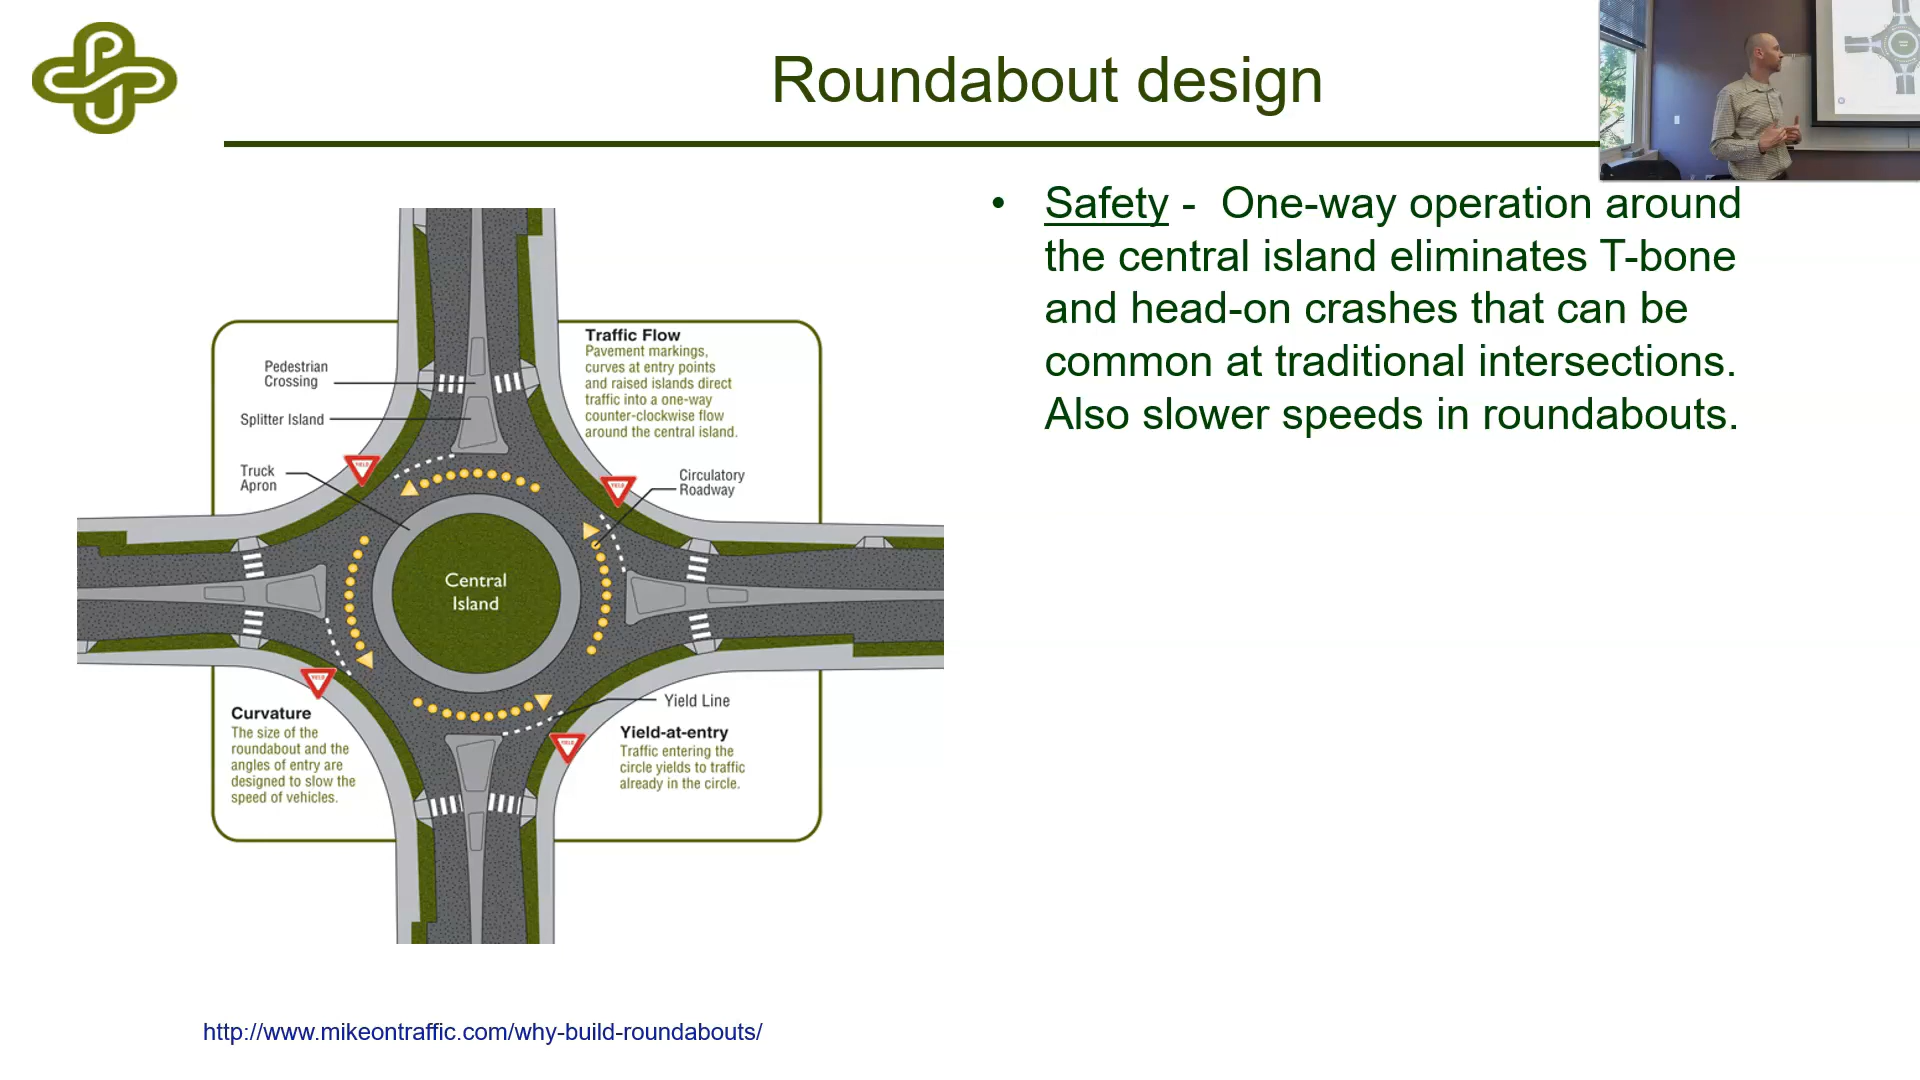 PSU
Roundabout design
• Safety - One-way operation around
the central island eliminates T-bone
and head-on crashes that can be
common at traditional intersections.
Also slower speeds in roundabouts.
Traffic Flow
Pavement markings,
curves at entry points
and raised islands direct
traffic into a one-way
counter-clockwise flow
around the central island.
Pedestrian
Crossing
Splitter Island
Truck
Apron
Circulatory
Roadway
YIELD
YIELD
Central
Island
YIELD
YIELD
Yield Line
Curvature
The size of the
roundabout and the
angles of entry are
designed to slow the
speed of vehicles.
Yield-at-entry
Traffic entering the
circle yields to traffic
already in the circle.
http://www.mikeontraffic.com/why-build-roundabouts/